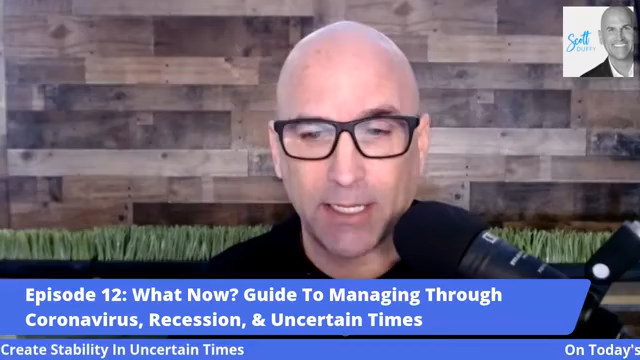 Scott
DUFFY
Episode 12: What Now? Guide To Managing Through
Coronavirus, Recession, & Uncertain Times
Create Stability In Uncertain Times
On Today's